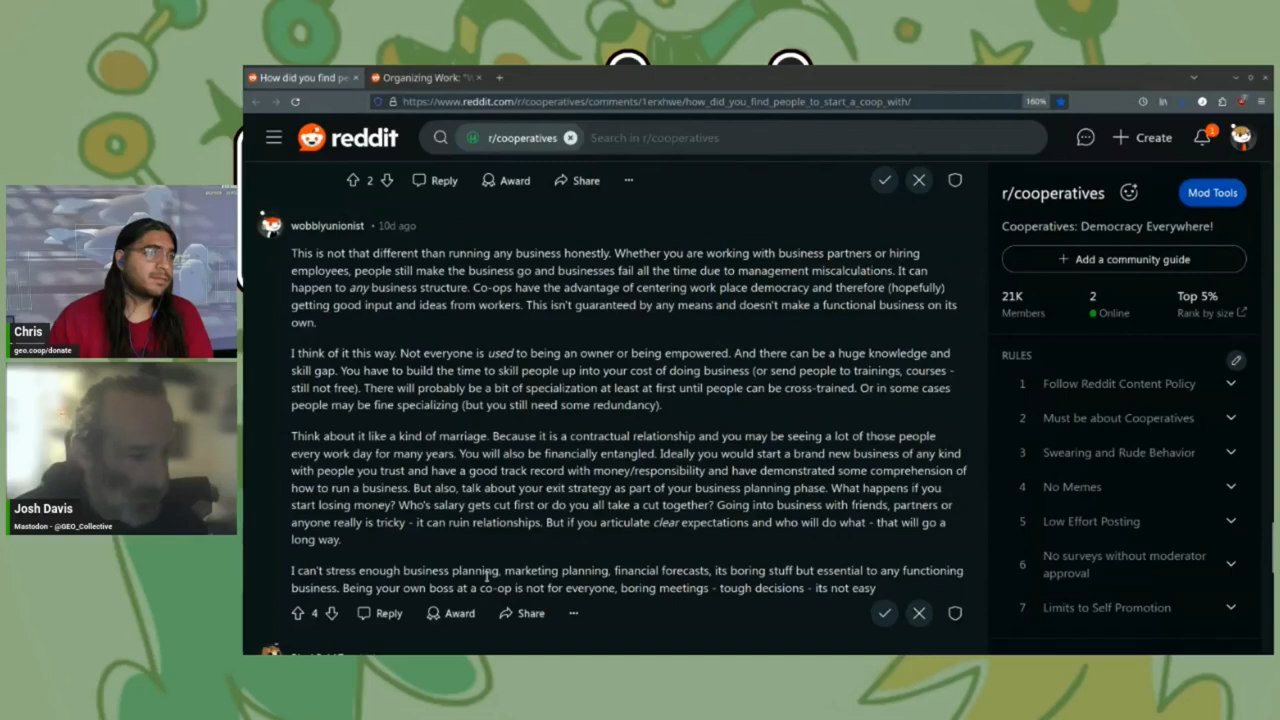 How did you find pe
Organizing Work: "
https://www.reddit.com/r/cooperatives/comments/1erxhwe/how_did_you_find_people_to_start_a_coop_with/
160%
reddit
r/cooperatives
Search in r/cooperatives
Create
1
2
Reply
Award
Share
wobblyunionist • 10d ago
This is not that different than running any business honestly. Whether you are working with business partners or hiring
employees, people still make the business go and businesses fail all the time due to management miscalculations. It can
happen to any business structure. Co-ops have the advantage of centering work place democracy and therefore (hopefully)
getting good input and ideas from workers. This isn't guaranteed by any means and doesn't make a functional business on its
own.
I think of it this way. Not everyone is used to being an owner or being empowered. And there can be a huge knowledge and
skill gap. You have to build the time to skill people up into your cost of doing business (or send people to trainings, courses -
still not free). There will probably be a bit of specialization at least at first until people can be cross-trained. Or in some cases
people may be fine specializing (but you still need some redundancy).
Think about it like a kind of marriage. Because it is a contractual relationship and you may be seeing a lot of those people
every work day for many years. You will also be financially entangled. Ideally you would start a brand new business of any kind
with people you trust and have a good track record with money/responsibility and have demonstrated some comprehension of
how to run a business. But also, talk about your exit strategy as part of your business planning phase. What happens if you
start losing money? Who's salary gets cut first or do you all take a cut together? Going into business with friends, partners or
anyone really is tricky - it can ruin relationships. But if you articulate clear expectations and who will do what - that will go a
long way.
I can't stress enough business planning, marketing planning, financial forecasts, its boring stuff but essential to any functioning
business. Being your own boss at a co-op is not for everyone, boring meetings - tough decisions - its not easy
4
Reply
Award
Share
r/cooperatives
Mod Tools
Cooperatives: Democracy Everywhere!
Add a community guide
21K 2 Top 5%
Members Online Rank by size
RULES
1 Follow Reddit Content Policy
2 Must be about Cooperatives
3 Swearing and Rude Behavior
4 No Memes
5 Low Effort Posting
6 No surveys without moderator
approval
7 Limits to Self Promotion
Chris
geo.coop/donate
Josh Davis
Mastodon - @GEO_Collective